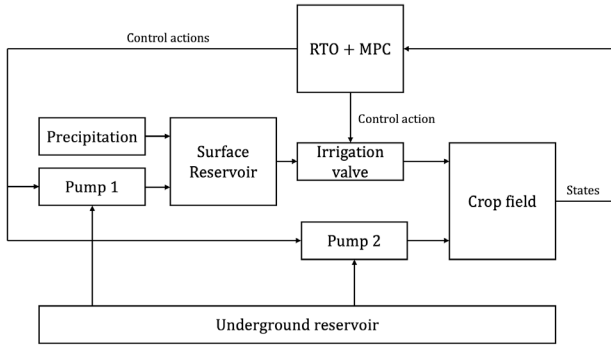 Control actions
RTO + MPC
Control action
Precipitation
Surface
Reservoir
Irrigation
valve
Pump 1
Crop field
States
Pump 2
Underground reservoir